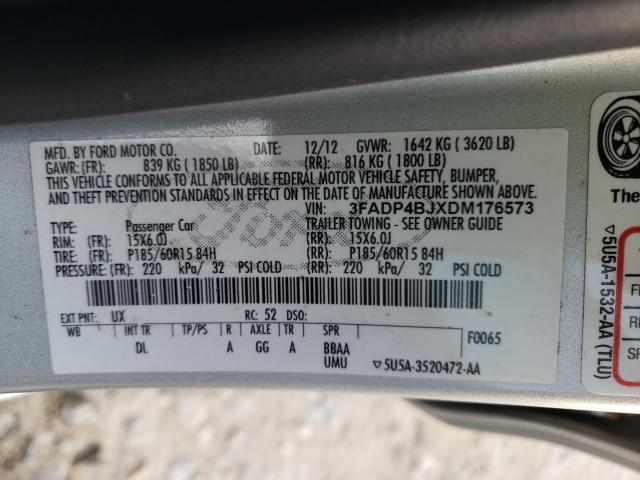 MFD. BY FORD MOTOR CO. DATE: 12/12 GVWR: 1642 KG ( 3620 LB)
GAWR: (FR): 839 KG ( 1850 LB) (RR): 816 KG ( 1800 LB)
THIS VEHICLE CONFORMS TO ALL APPLICABLE FEDERAL MOTOR VEHICLE SAFETY, BUMPER,
AND THEFT PREVENTION STANDARDS IN EFFECT ON THE DATE OF MANUFACTURE SHOWN ABOVE.
VIN: 3FADP4BJXDM176573
TYPE: Passenger Car TRAILER TOWING - SEE OWNER GUIDE
RIM: (FR): 15X6.0J (RR): 15X6.0J
TIRE: (FR): P185/60R15 84H (RR): P185/60R15 84H
PRESSURE: (FR): 220 kPa/ 32 PSI COLD (RR): 220 kPa/ 32 PSI COLD
EXT PNT: UX RC: 52 DSO:
WB INT TR TP/PS R AXLE TR SPR F0065
DL A GG A BBAA
UMU ▽5U5A-3520472-AA
Ford
The
▽5U5A-1532-AA (TLU)